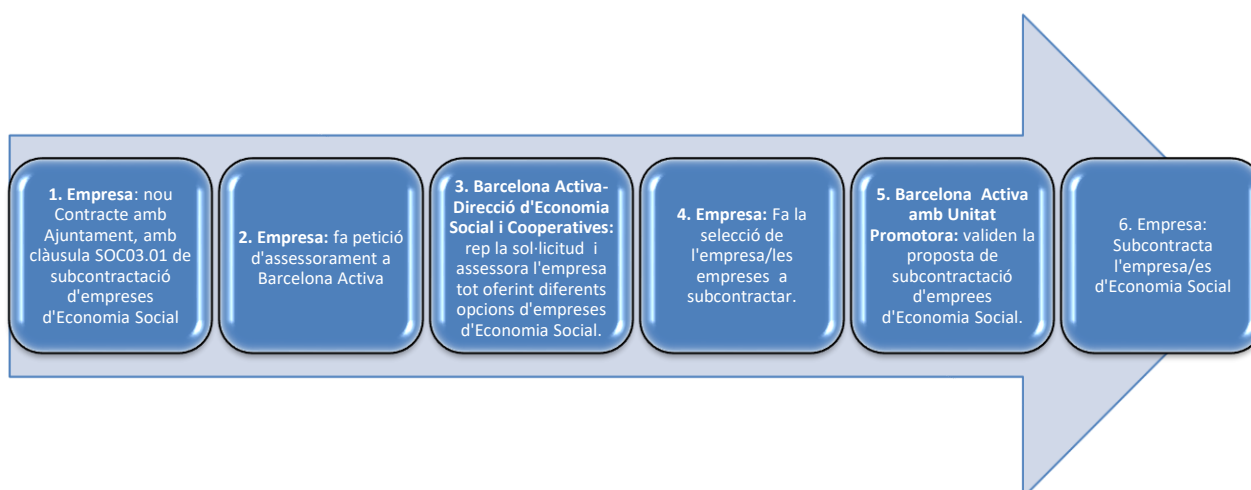 1. Empresa: nou
Contracte amb
Ajuntament, amb
clàusula SOC03.01 de
subcontractació
d'empreses
d'Economia Social
2. Empresa: fa petició
d'assessorament a
Barcelona Activa
3. Barcelona Activa-
Direcció d'Economia
Social i Cooperatives:
rep la sol·licitud i
assessora l'empresa
tot oferint diferents
opcions d'empreses
d'Economia Social.
4. Empresa: Fa la
selecció de
l'empresa/les
empreses a
subcontractar.
5. Barcelona Activa
amb Unitat
Promotora: validen la
proposta de
subcontractació
d'emprees
d'Economia Social.
6. Empresa:
Subcontracta
l'empresa/es
d'Economia Social